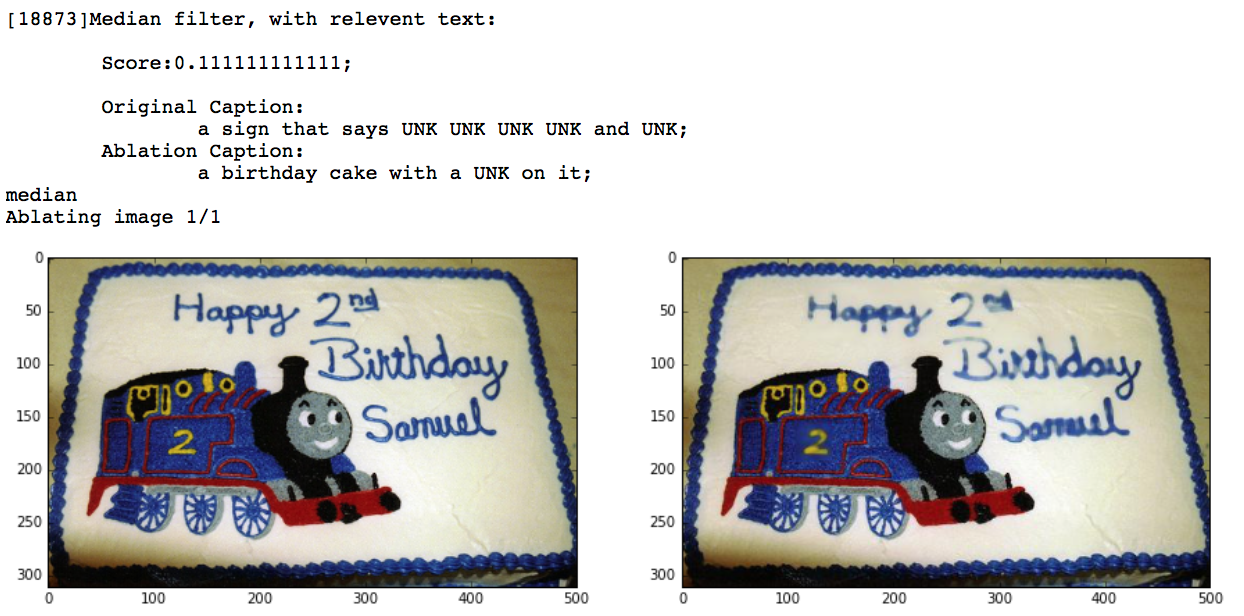 [18873]Median filter, with relevent text:
Score:0.111111111111;
Original Caption:
a sign that says UNK UNK UNK UNK and UNK;
Ablation Caption:
a birthday cake with a UNK on it;
median
Ablating image 1/1
0
50
100
150
200
250
300
0 100 200 300 400 500
Happy 2nd
Birthday
Samuel
2
0
50
100
150
200
250
300
0 100 200 300 400 500
Happy 2nd
Birthday
Samuel
2